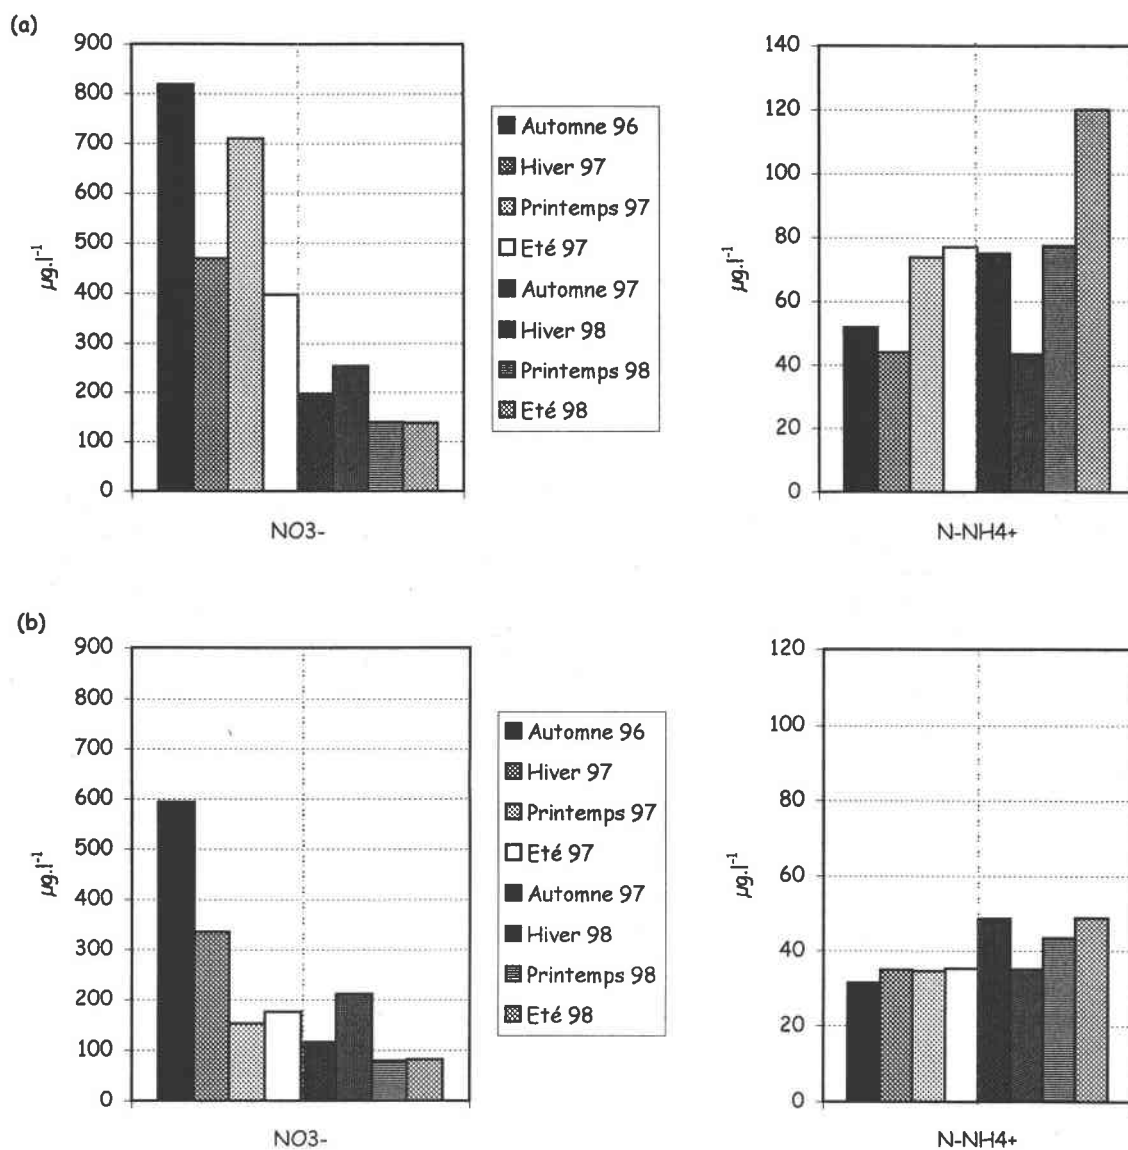 (a)
900
800
700
600
500
400
300
200
100
0
µg.l-1
NO3-
Automne 96
Hiver 97
Printemps 97
Eté 97
Automne 97
Hiver 98
Printemps 98
Eté 98
140
120
100
80
60
40
20
0
µg.l-1
N-NH4+
(b)
900
800
700
600
500
400
300
200
100
0
µg.l-1
NO3-
Automne 96
Hiver 97
Printemps 97
Eté 97
Automne 97
Hiver 98
Printemps 98
Eté 98
120
100
80
60
40
20
0
µg.l-1
N-NH4+